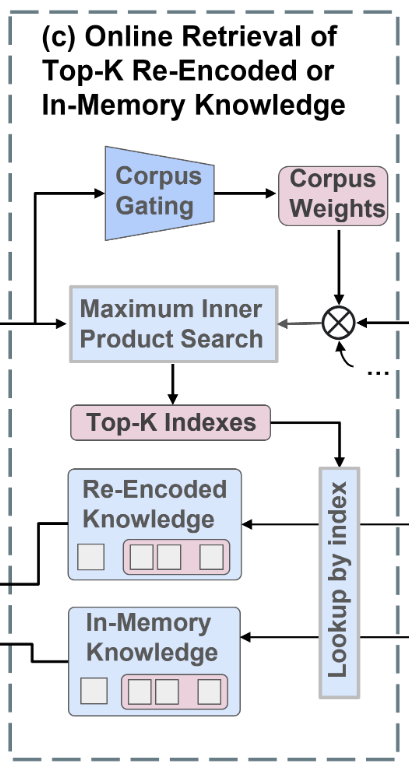 (c) Online Retrieval of
Top-K Re-Encoded or
In-Memory Knowledge
Corpus
Gating
Corpus
Weights
Maximum Inner
Product Search
...
Top-K Indexes
Re-Encoded
Knowledge
Lookup by index
In-Memory
Knowledge